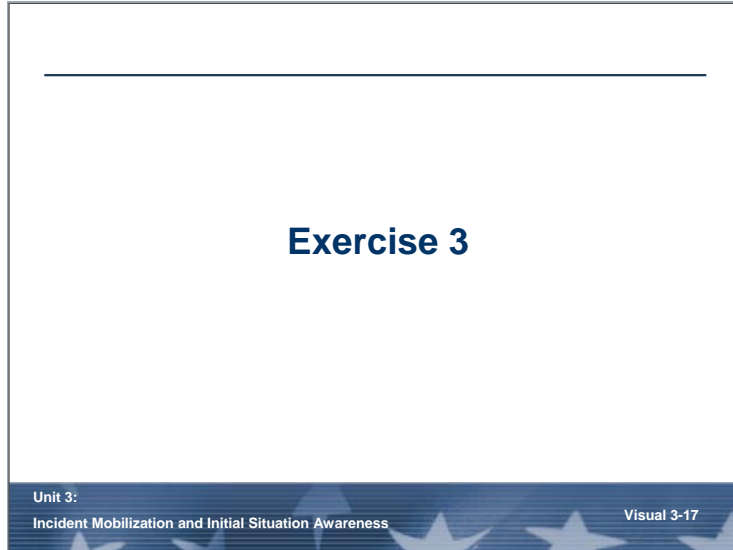 Exercise 3
Unit 3:
Incident Mobilization and Initial Situation Awareness
Visual 3-17